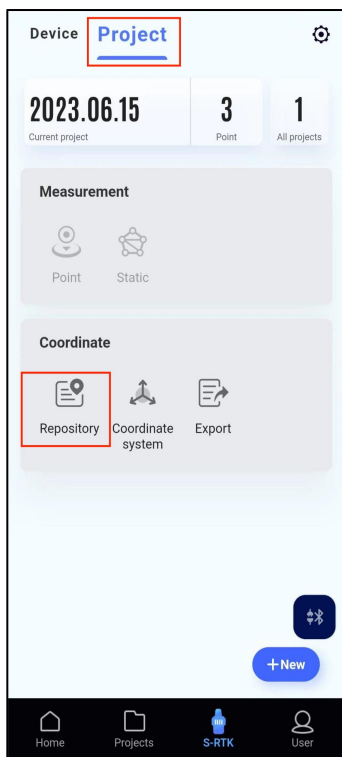 Device Project
2023.06.15
Current project
3
Point
1
All projects
Measurement
Point Static
Coordinate
Repository Coordinate Export
system
+New
Home Projects S-RTK User